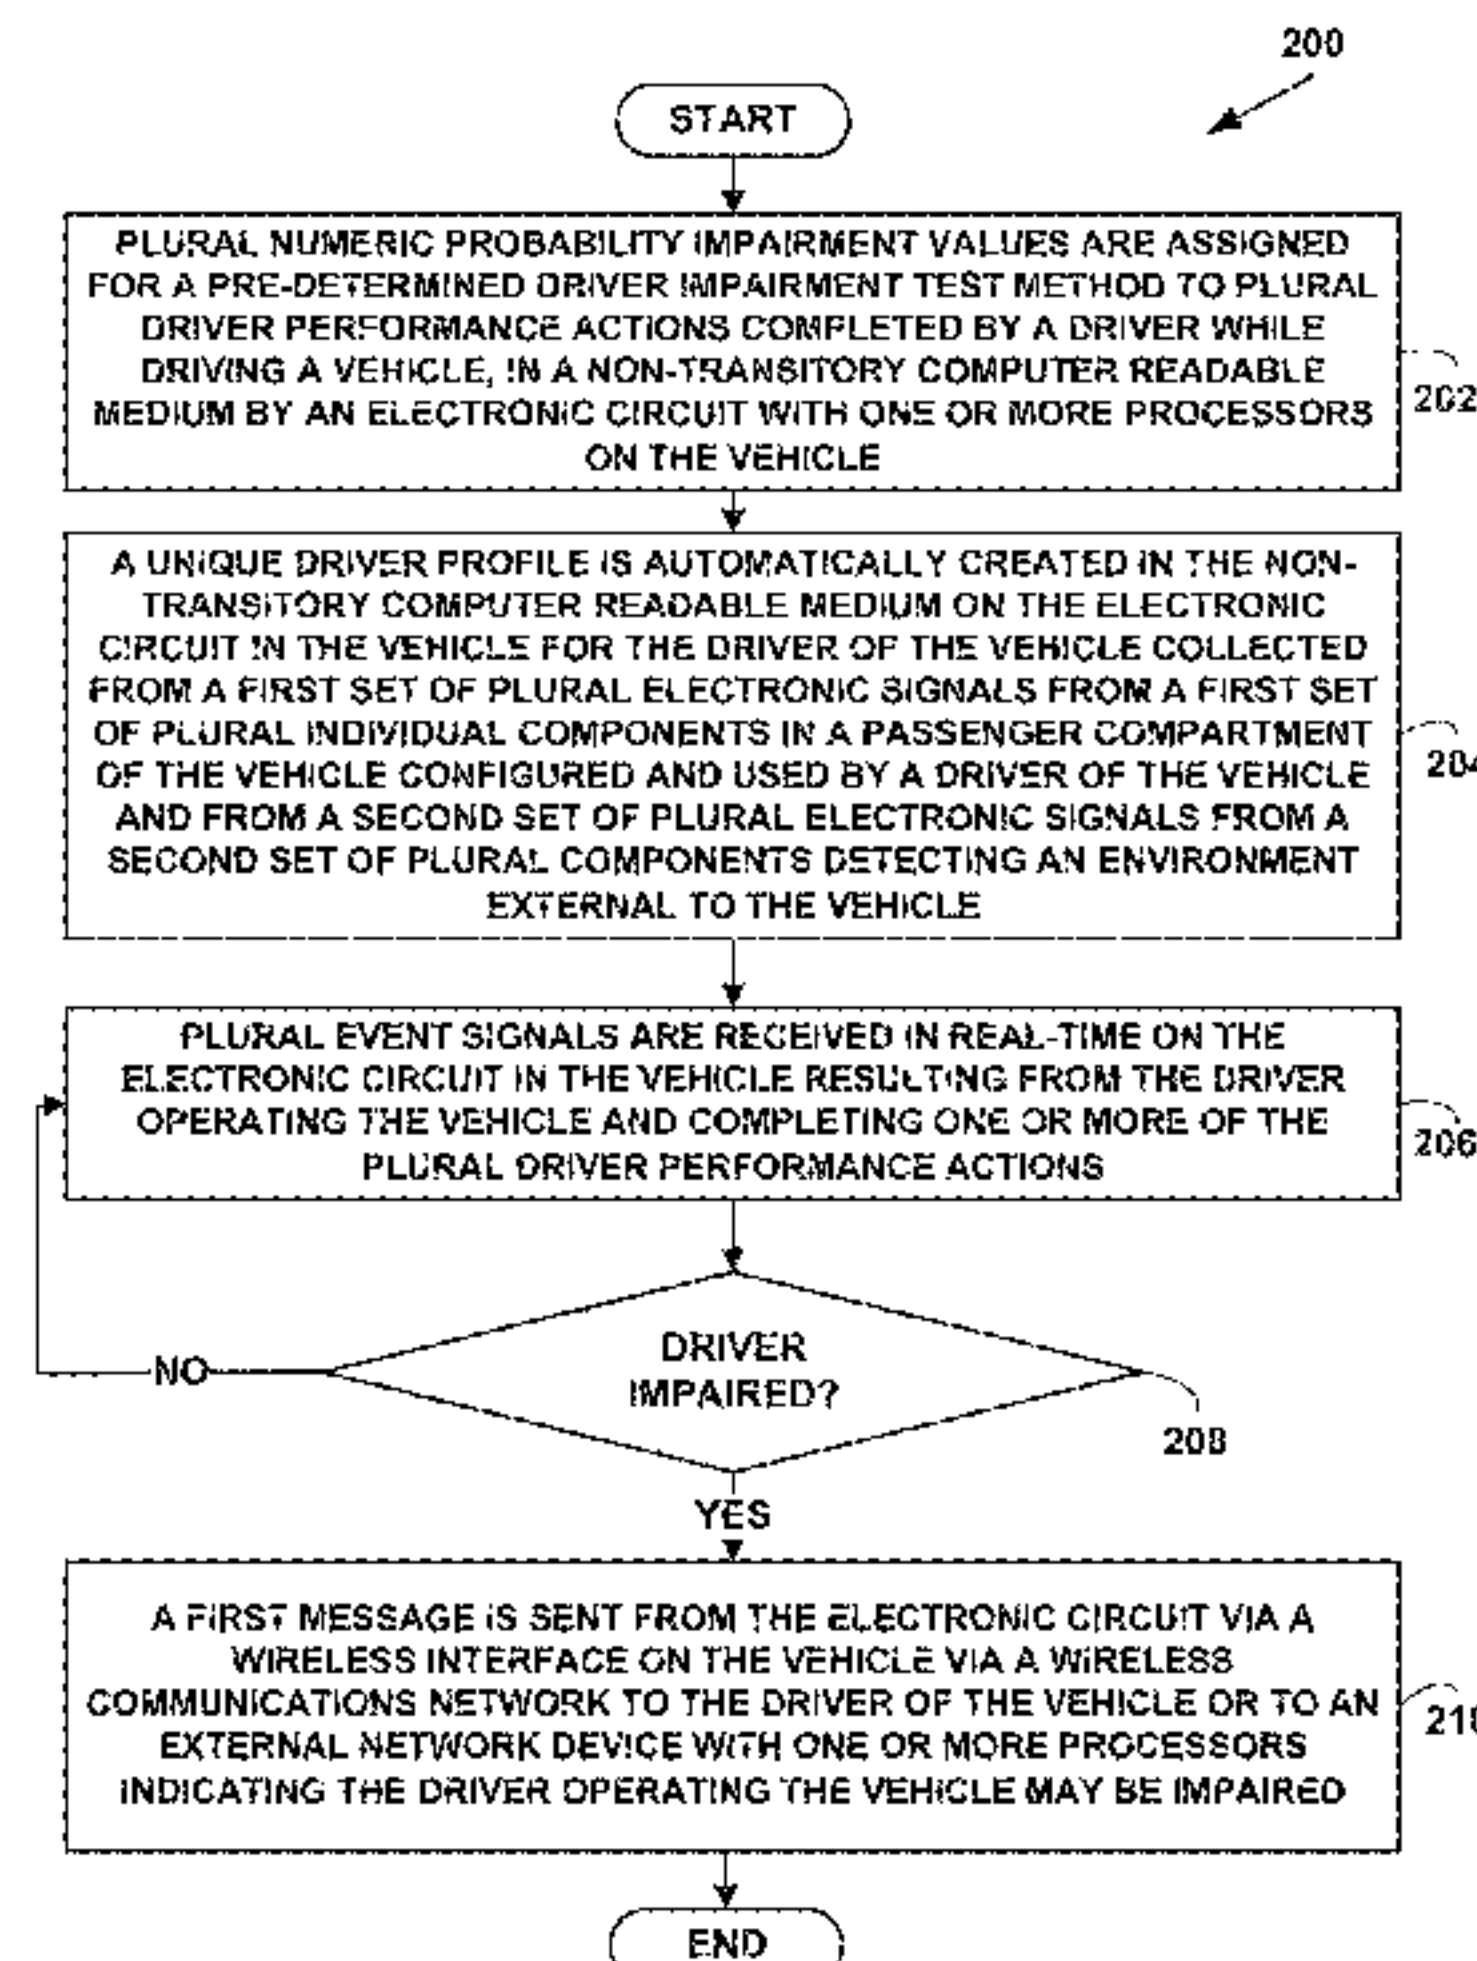 200
START
PLURAL NUMERIC PROBABILITY IMPAIRMENT VALUES ARE ASSIGNED
FOR A PRE-DETERMINED DRIVER IMPAIRMENT TEST METHOD TO PLURAL
DRIVER PERFORMANCE ACTIONS COMPLETED BY A DRIVER WHILE
DRIVING A VEHICLE, IN A NON-TRANSITORY COMPUTER READABLE
MEDIUM BY AN ELECTRONIC CIRCUIT WITH ONE OR MORE PROCESSORS
ON THE VEHICLE
202
A UNIQUE DRIVER PROFILE IS AUTOMATICALLY CREATED IN THE NON-
TRANSITORY COMPUTER READABLE MEDIUM ON THE ELECTRONIC
CIRCUIT IN THE VEHICLE FOR THE DRIVER OF THE VEHICLE COLLECTED
FROM A FIRST SET OF PLURAL ELECTRONIC SIGNALS FROM A FIRST SET
OF PLURAL INDIVIDUAL COMPONENTS IN A PASSENGER COMPARTMENT
OF THE VEHICLE CONFIGURED AND USED BY A DRIVER OF THE VEHICLE
AND FROM A SECOND SET OF PLURAL ELECTRONIC SIGNALS FROM A
SECOND SET OF PLURAL COMPONENTS DETECTING AN ENVIRONMENT
EXTERNAL TO THE VEHICLE
204
PLURAL EVENT SIGNALS ARE RECEIVED IN REAL-TIME ON THE
ELECTRONIC CIRCUIT IN THE VEHICLE RESULTING FROM THE DRIVER
OPERATING THE VEHICLE AND COMPLETING ONE OR MORE OF THE
PLURAL DRIVER PERFORMANCE ACTIONS
206
DRIVER
IMPAIRED?
NO
208
YES
A FIRST MESSAGE IS SENT FROM THE ELECTRONIC CIRCUIT VIA A
WIRELESS INTERFACE ON THE VEHICLE VIA A WIRELESS
COMMUNICATIONS NETWORK TO THE DRIVER OF THE VEHICLE OR TO AN
EXTERNAL NETWORK DEVICE WITH ONE OR MORE PROCESSORS
INDICATING THE DRIVER OPERATING THE VEHICLE MAY BE IMPAIRED
210
END